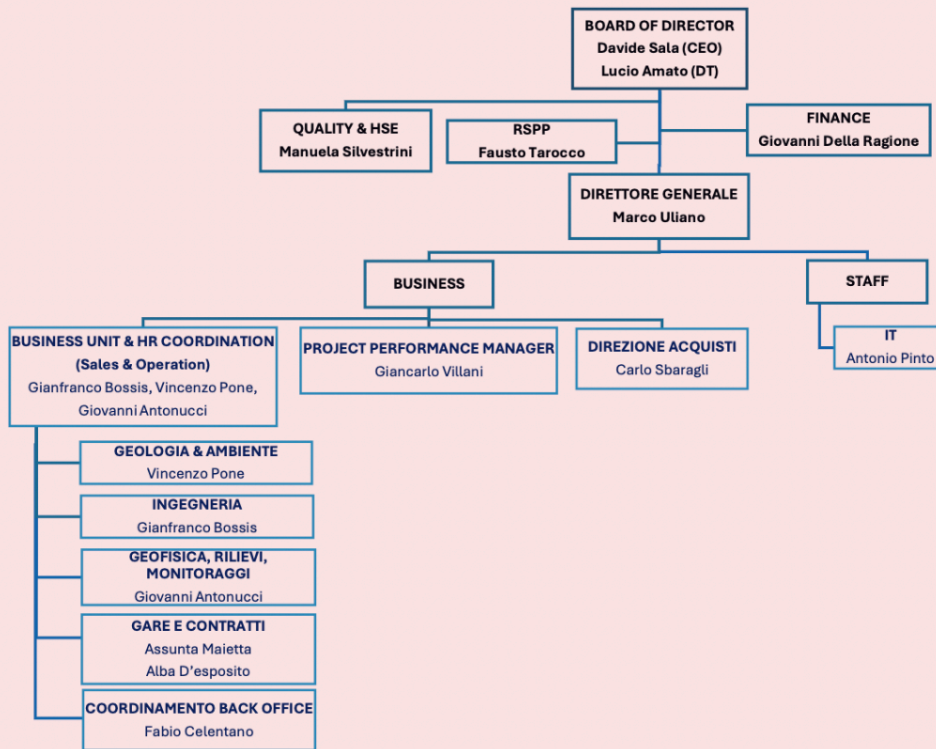 BOARD OF DIRECTOR
Davide Sala (CEO)
Lucio Amato (DT)
QUALITY & HSE
Manuela Silvestrini
RSPP
Fausto Tarocco
FINANCE
Giovanni Della Ragione
DIRETTORE GENERALE
Marco Uliano
BUSINESS
STAFF
BUSINESS UNIT & HR COORDINATION
(Sales & Operation)
Gianfranco Bossis, Vincenzo Pone,
Giovanni Antonucci
PROJECT PERFORMANCE MANAGER
Giancarlo Villani
DIREZIONE ACQUISTI
Carlo Sbaragli
IT
Antonio Pinto
GEOLOGIA & AMBIENTE
Vincenzo Pone
INGEGNERIA
Gianfranco Bossis
GEOFISICA, RILIEVI,
MONITORAGGI
Giovanni Antonucci
GARE E CONTRATTI
Assunta Maietta
Alba D’esposito
COORDINAMENTO BACK OFFICE
Fabio Celentano